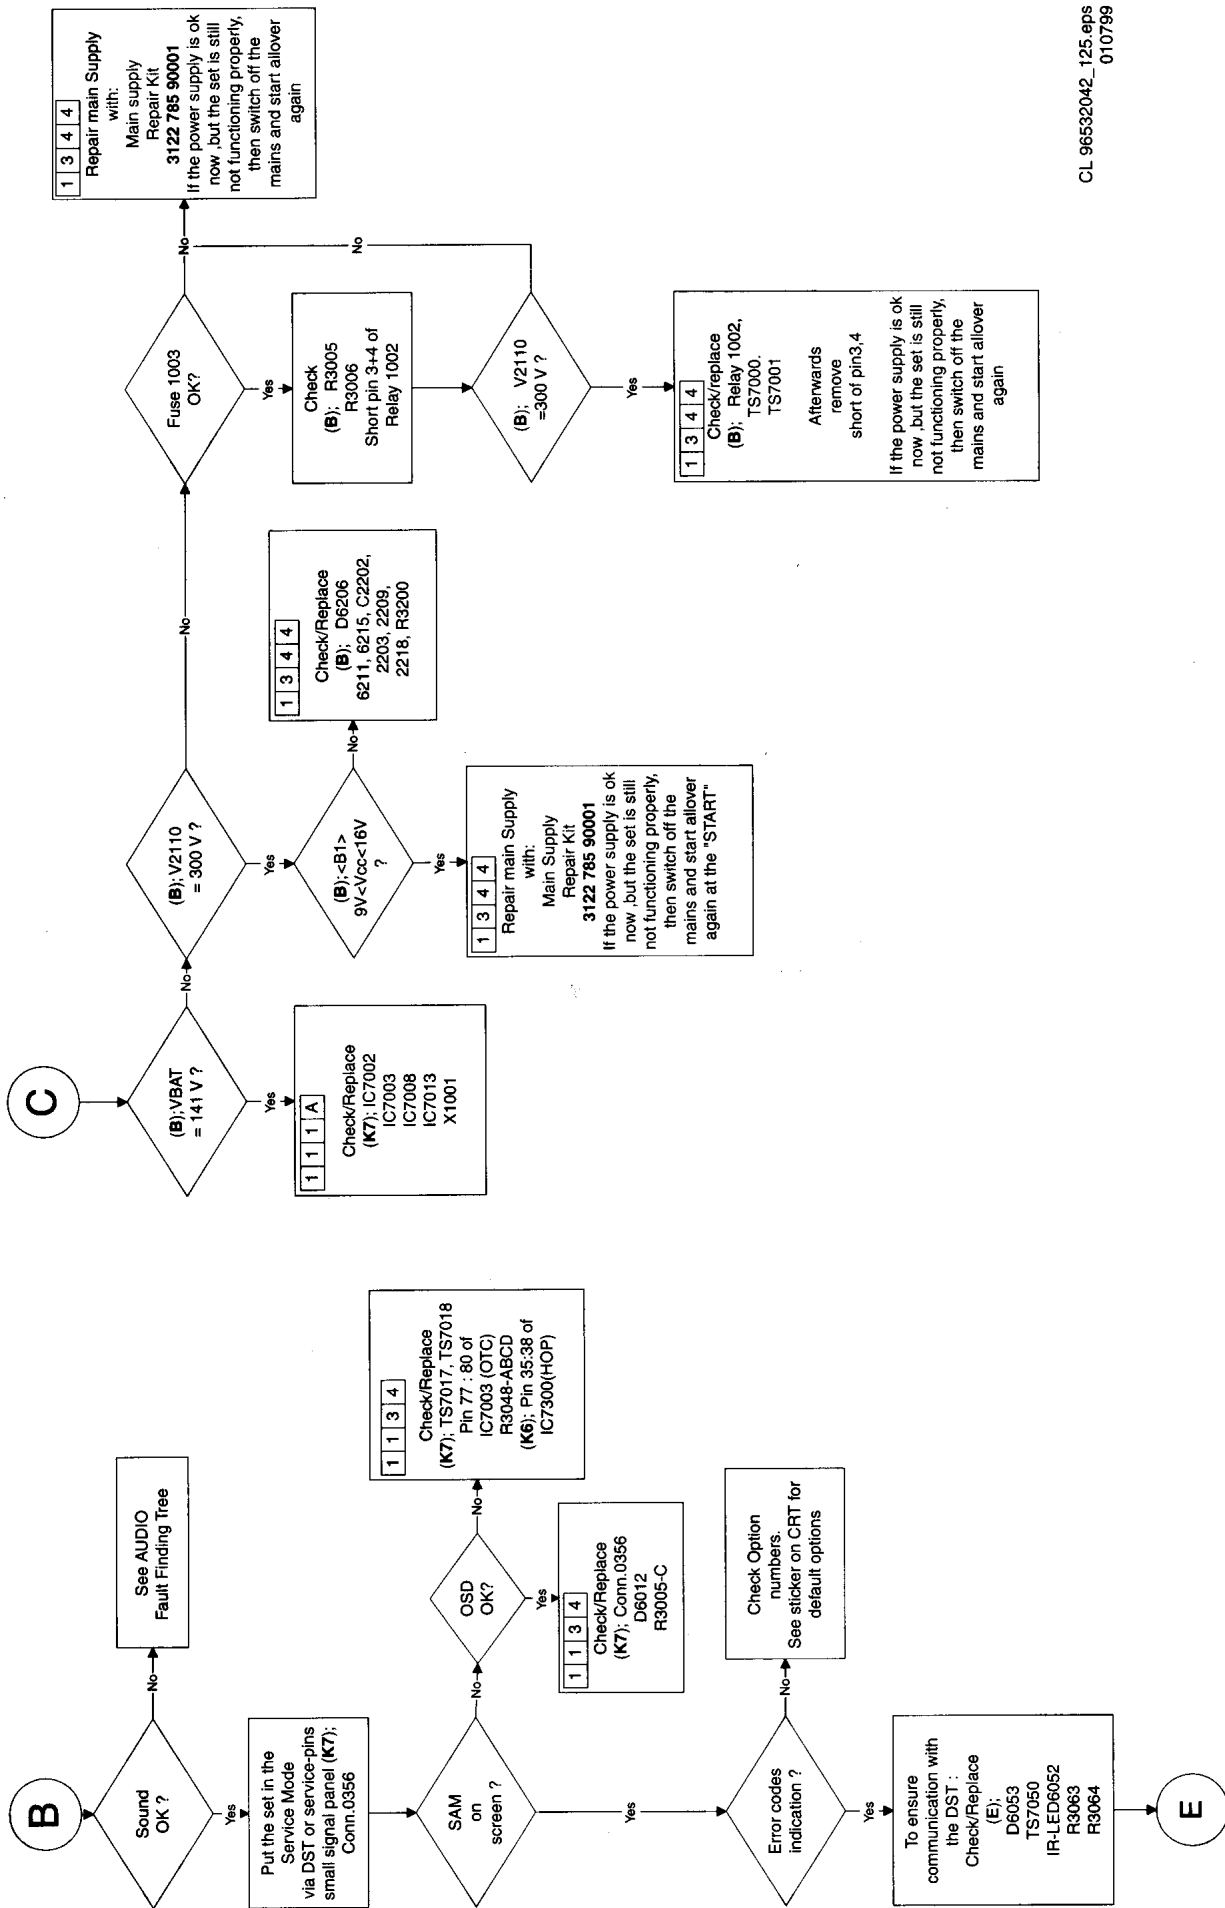 B
Sound
OK ?
No
See AUDIO
Fault Finding Tree
Yes
Put the set in the
Service Mode
via DST or service-pins
small signal panel (K7);
Conn.0356
SAM
on
screen ?
No
OSD
OK?
No
1 1 3 4
Check/Replace
(K7); TS7017, TS7018
Pin 77 : 80 of
IC7003 (OTC)
R3048-ABCD
(K6); Pin 35:38 of
IC7300(HOP)
Yes
1 1 3 4
Check/Replace
(K7); Conn.0356
D6012
R3005-C
Yes
Error codes
indication ?
No
Check Option
numbers.
See sticker on CRT for
default options
Yes
To ensure
communication with
the DST :
Check/Replace
(E);
D6053
TS7050
IR-LED6052
R3063
R3064
E
C
(B);VBAT
= 141 V ?
Yes
1 1 1 A
Check/Replace
(K7); IC7002
IC7003
IC7008
IC7013
X1001
No
(B);V2110
= 300 V ?
Yes
(B);<B1>
9V<Vcc<16V
?
No
1 3 4 4
Check/Replace
(B); D6206
6211, 6215, C2202,
2203, 2209,
2218, R3200
Yes
1 3 4 4
Repair main Supply
with:
Main Supply
Repair Kit
3122 785 90001
If the power supply is ok
now ,but the set is still
not functioning properly,
then switch off the
mains and start allover
again at the "START"
No
Fuse 1003
OK?
No
1 3 4 4
Repair main Supply
with:
Main supply
Repair Kit
3122 785 90001
If the power supply is ok
now ,but the set is still
not functioning properly,
then switch off the
mains and start allover
again
Yes
Check
(B); R3005
R3006
Short pin 3+4 of
Relay 1002
(B); V2110
=300 V ?
No
Yes
1 3 4 4
Check/replace
(B); Relay 1002,
TS7000.
TS7001
Afterwards
remove
short of pin3,4
If the power supply is ok
now ,but the set is still
not functioning properly,
then switch off the
mains and start allover
again
CL 96532042_125.eps
010799